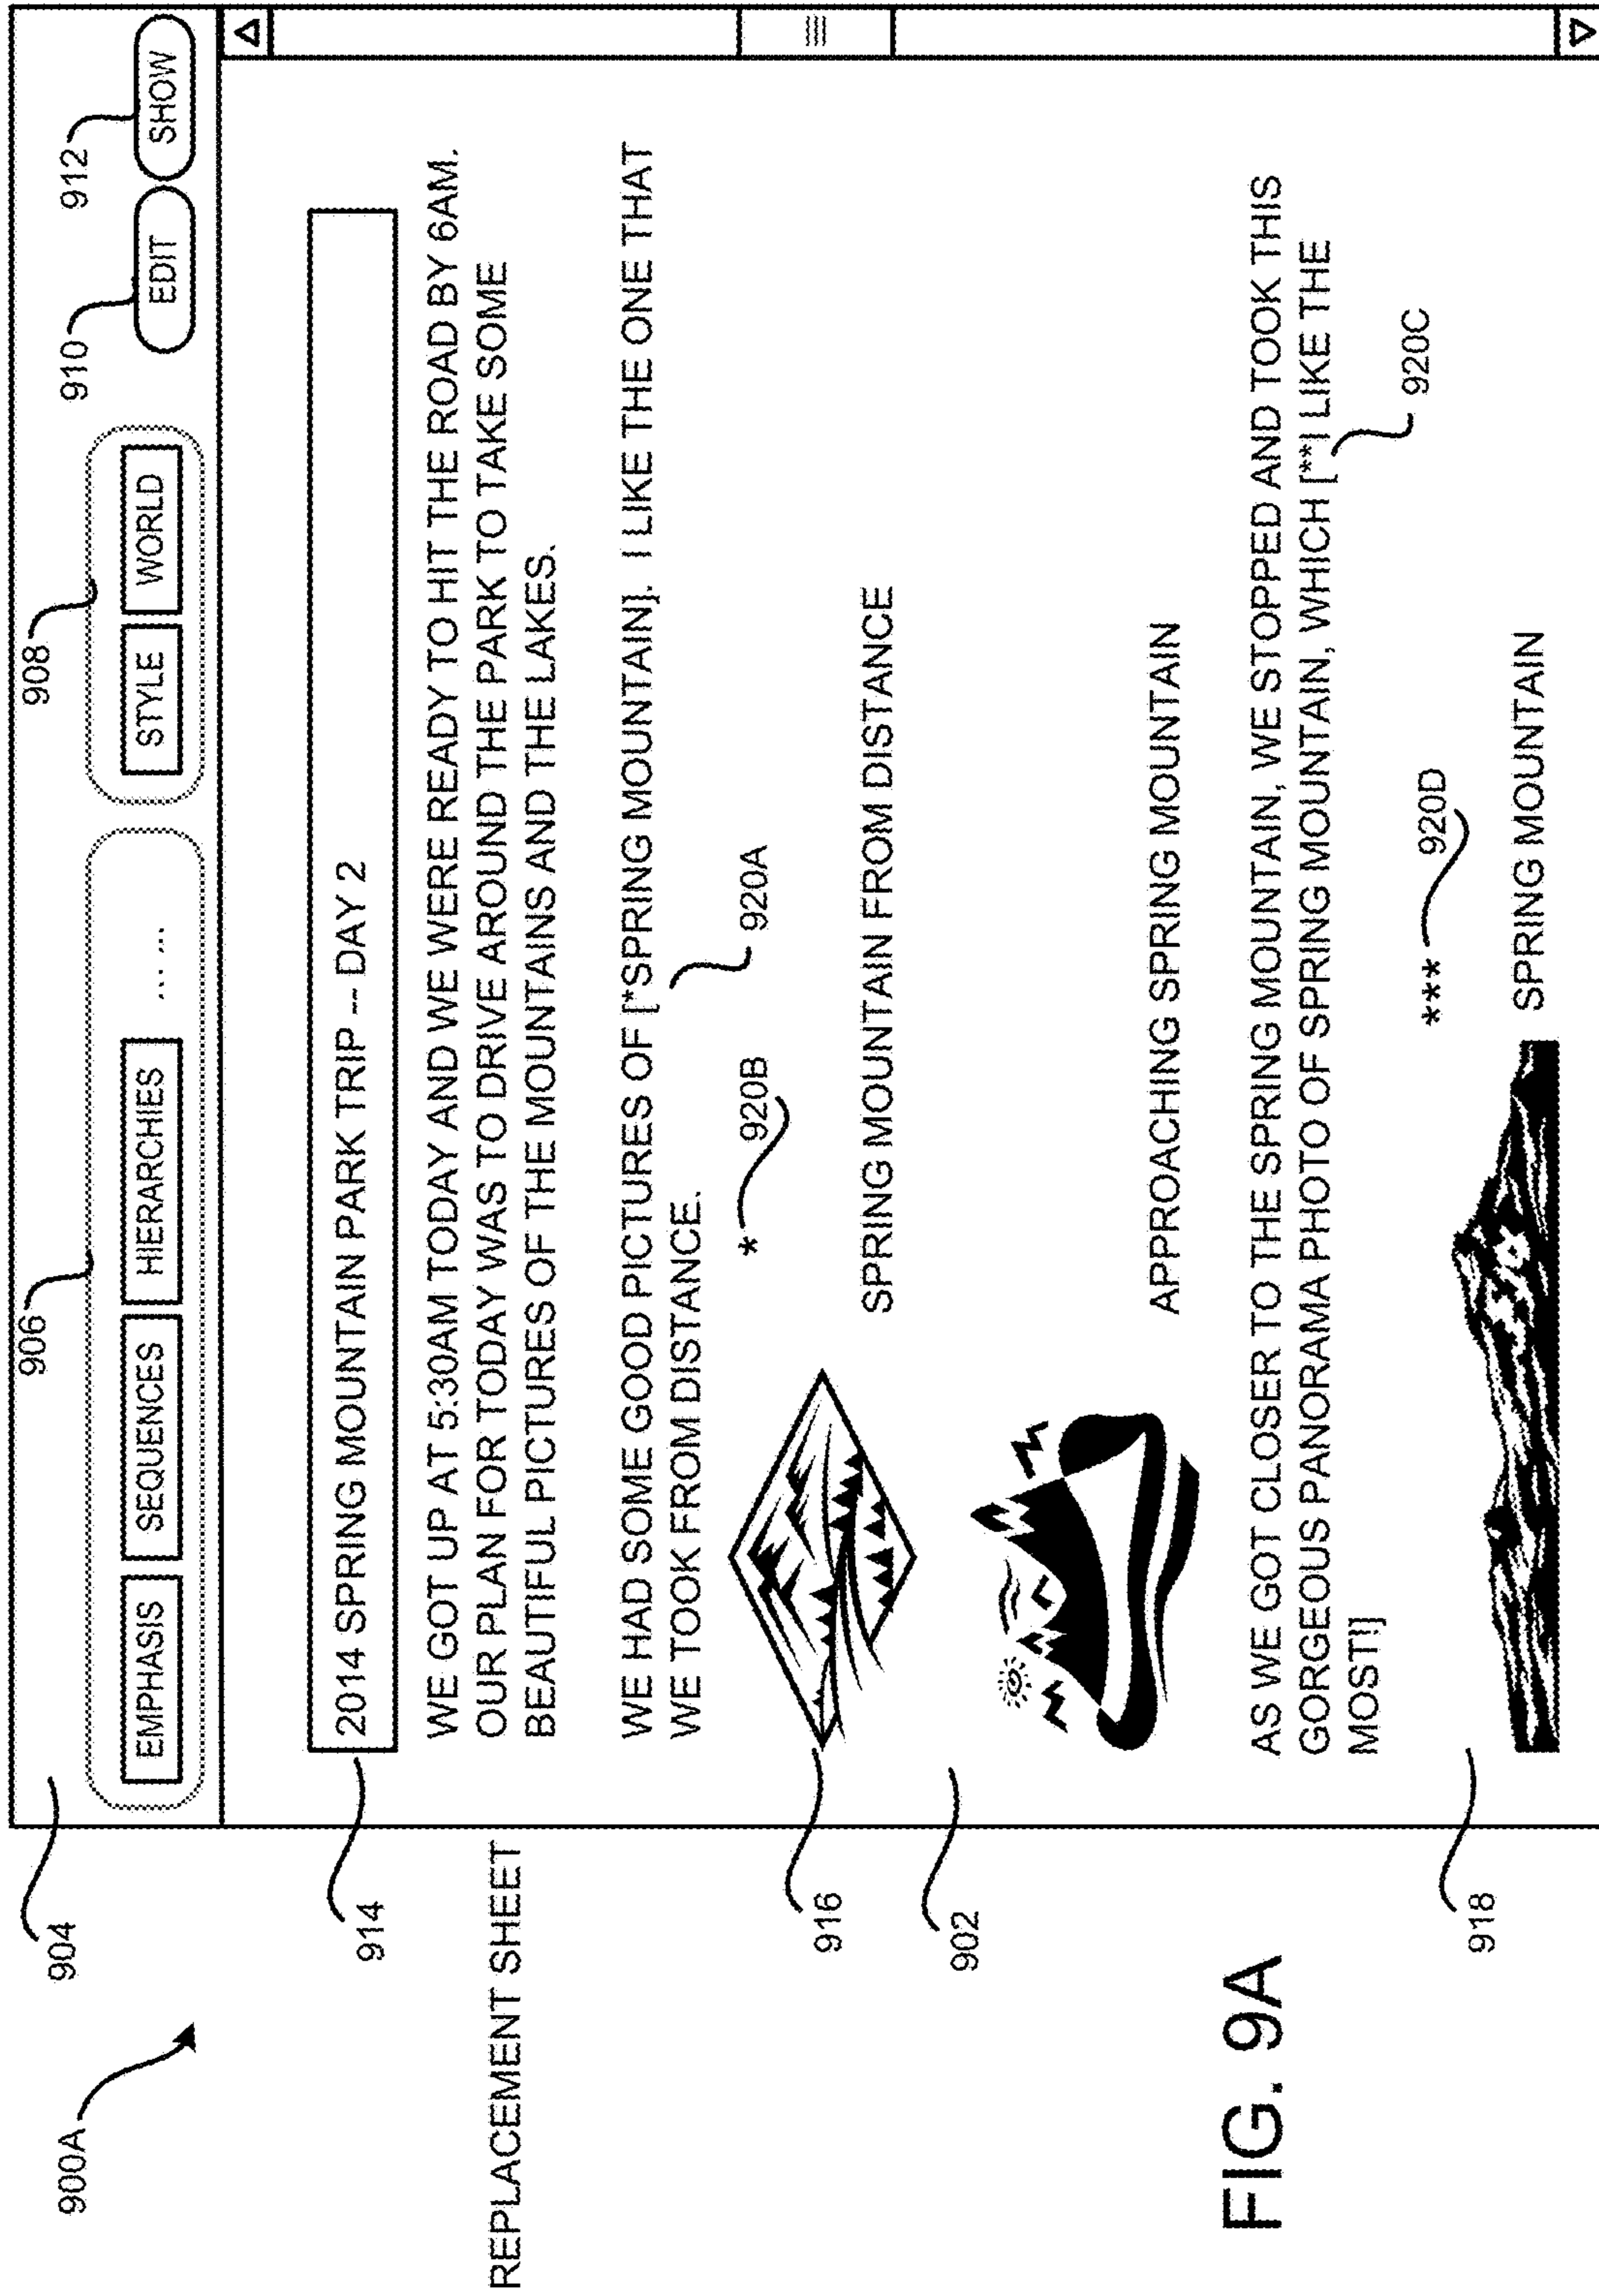 REPLACEMENT SHEET
900A
904
906
908
910
912
EMPHASIS
SEQUENCES
HIERARCHIES
... ...
STYLE
WORLD
EDIT
SHOW
914
2014 SPRING MOUNTAIN PARK TRIP -- DAY 2
WE GOT UP AT 5:30AM TODAY AND WE WERE READY TO HIT THE ROAD BY 6AM.
OUR PLAN FOR TODAY WAS TO DRIVE AROUND THE PARK TO TAKE SOME
BEAUTIFUL PICTURES OF THE MOUNTAINS AND THE LAKES.
WE HAD SOME GOOD PICTURES OF [*SPRING MOUNTAIN]. I LIKE THE ONE THAT
WE TOOK FROM DISTANCE.
* 920B
920A
916
SPRING MOUNTAIN FROM DISTANCE
902
APPROACHING SPRING MOUNTAIN
AS WE GOT CLOSER TO THE SPRING MOUNTAIN, WE STOPPED AND TOOK THIS
GORGEOUS PANORAMA PHOTO OF SPRING MOUNTAIN, WHICH [**I LIKE THE
MOST!]
920C
*** 920D
918
SPRING MOUNTAIN
FIG. 9A